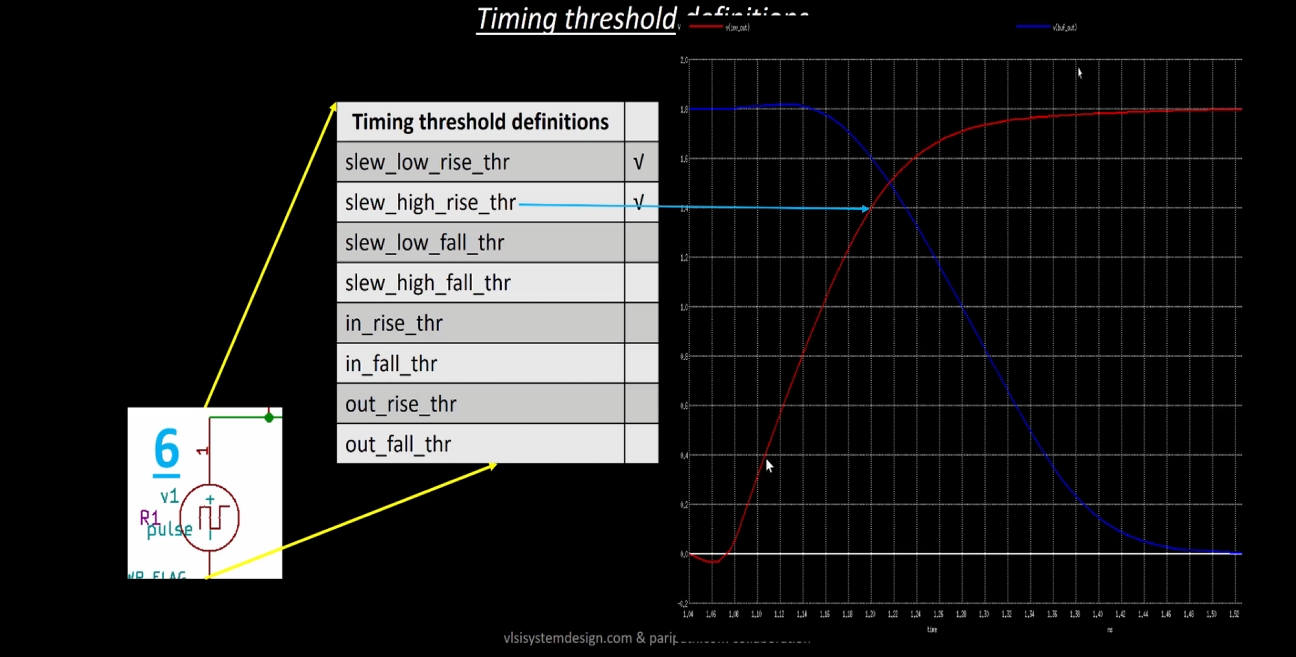 Timing threshold definitions
v(inv_out)
v(buf_out)
V
2.0
1.8
1.6
1.4
1.2
1.0
0.8
0.6
0.4
0.2
0.0
-0.2
1.04 1.06 1.08 1.10 1.12 1.14 1.16 1.18 1.20 1.22 1.24 1.26 1.28 1.30 1.32 1.34 1.36 1.38 1.40 1.42 1.44 1.46 1.48 1.50 1.52
time ns
Timing threshold definitions
slew_low_rise_thr √
slew_high_rise_thr √
slew_low_fall_thr
slew_high_fall_thr
in_rise_thr
in_fall_thr
out_rise_thr
out_fall_thr
6
1
v1
R1
pulse
vlsisystemdesign.com &